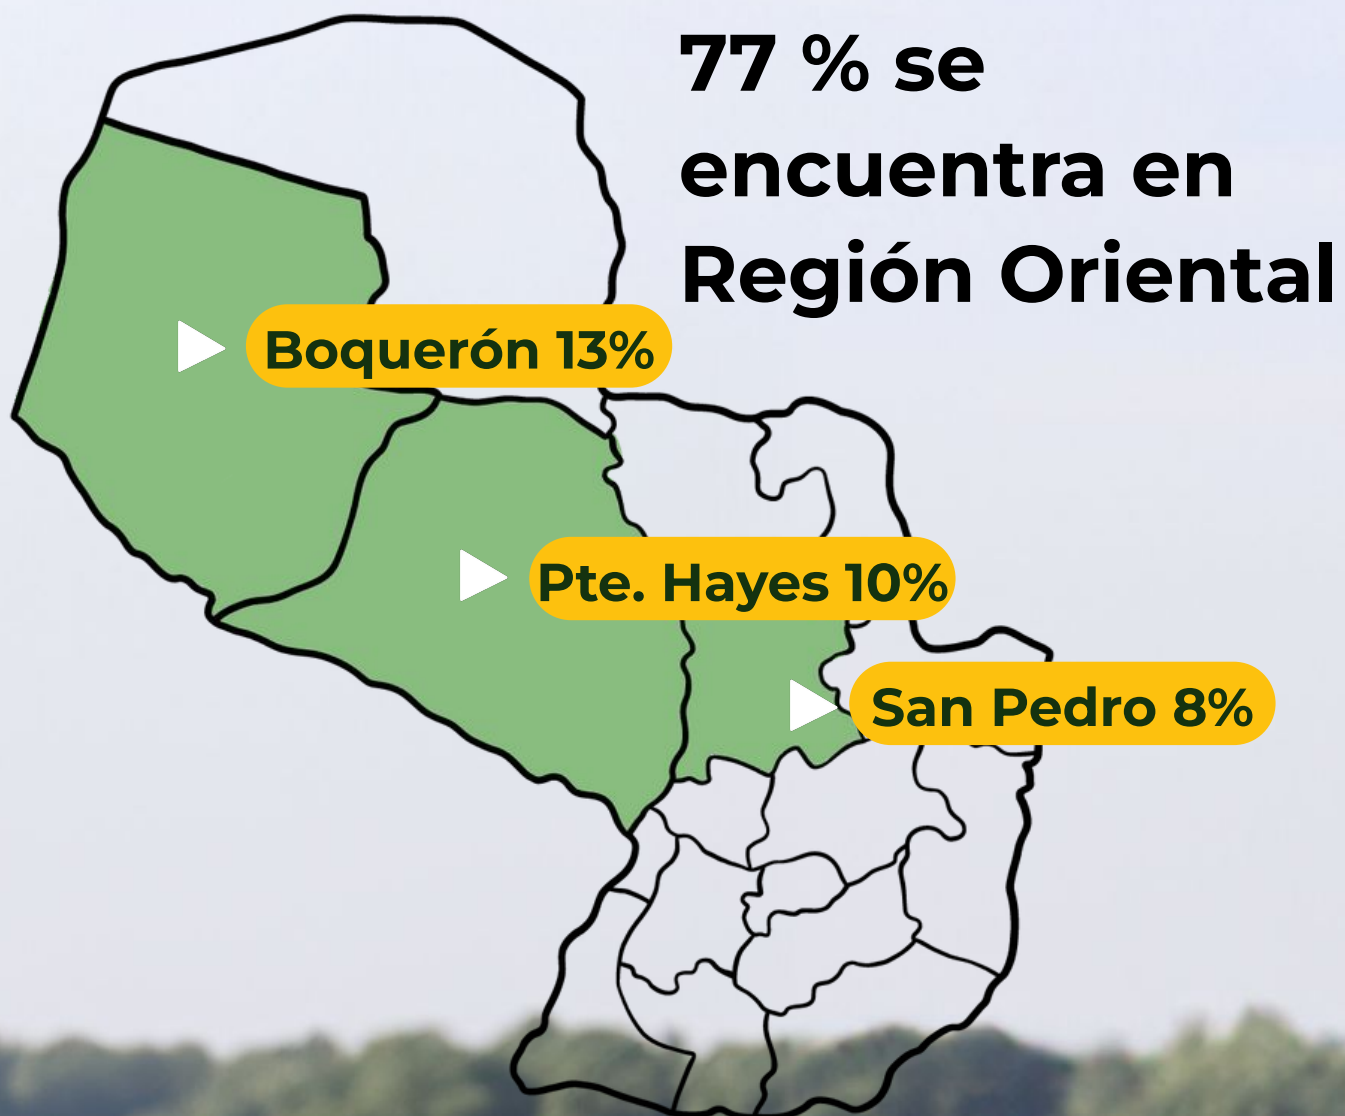 77 % se
encuentra en
Región Oriental
Boquerón 13%
Pte. Hayes 10%
San Pedro 8%